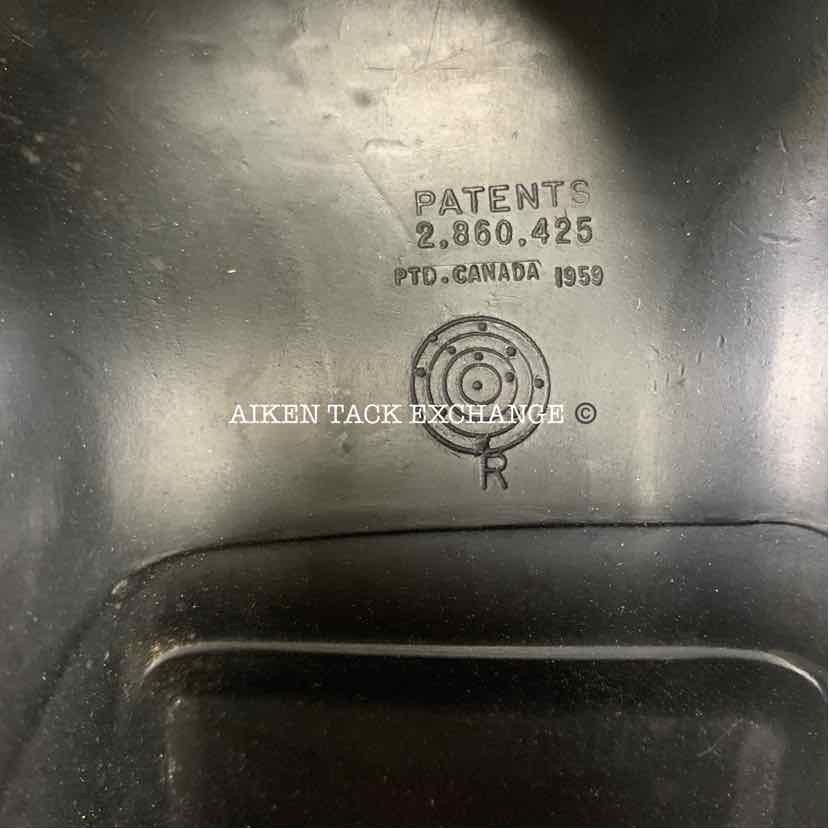 PATENTS
2,860,425
PTD. CANADA 1959
AIKEN TACK EXCHANGE ©
R